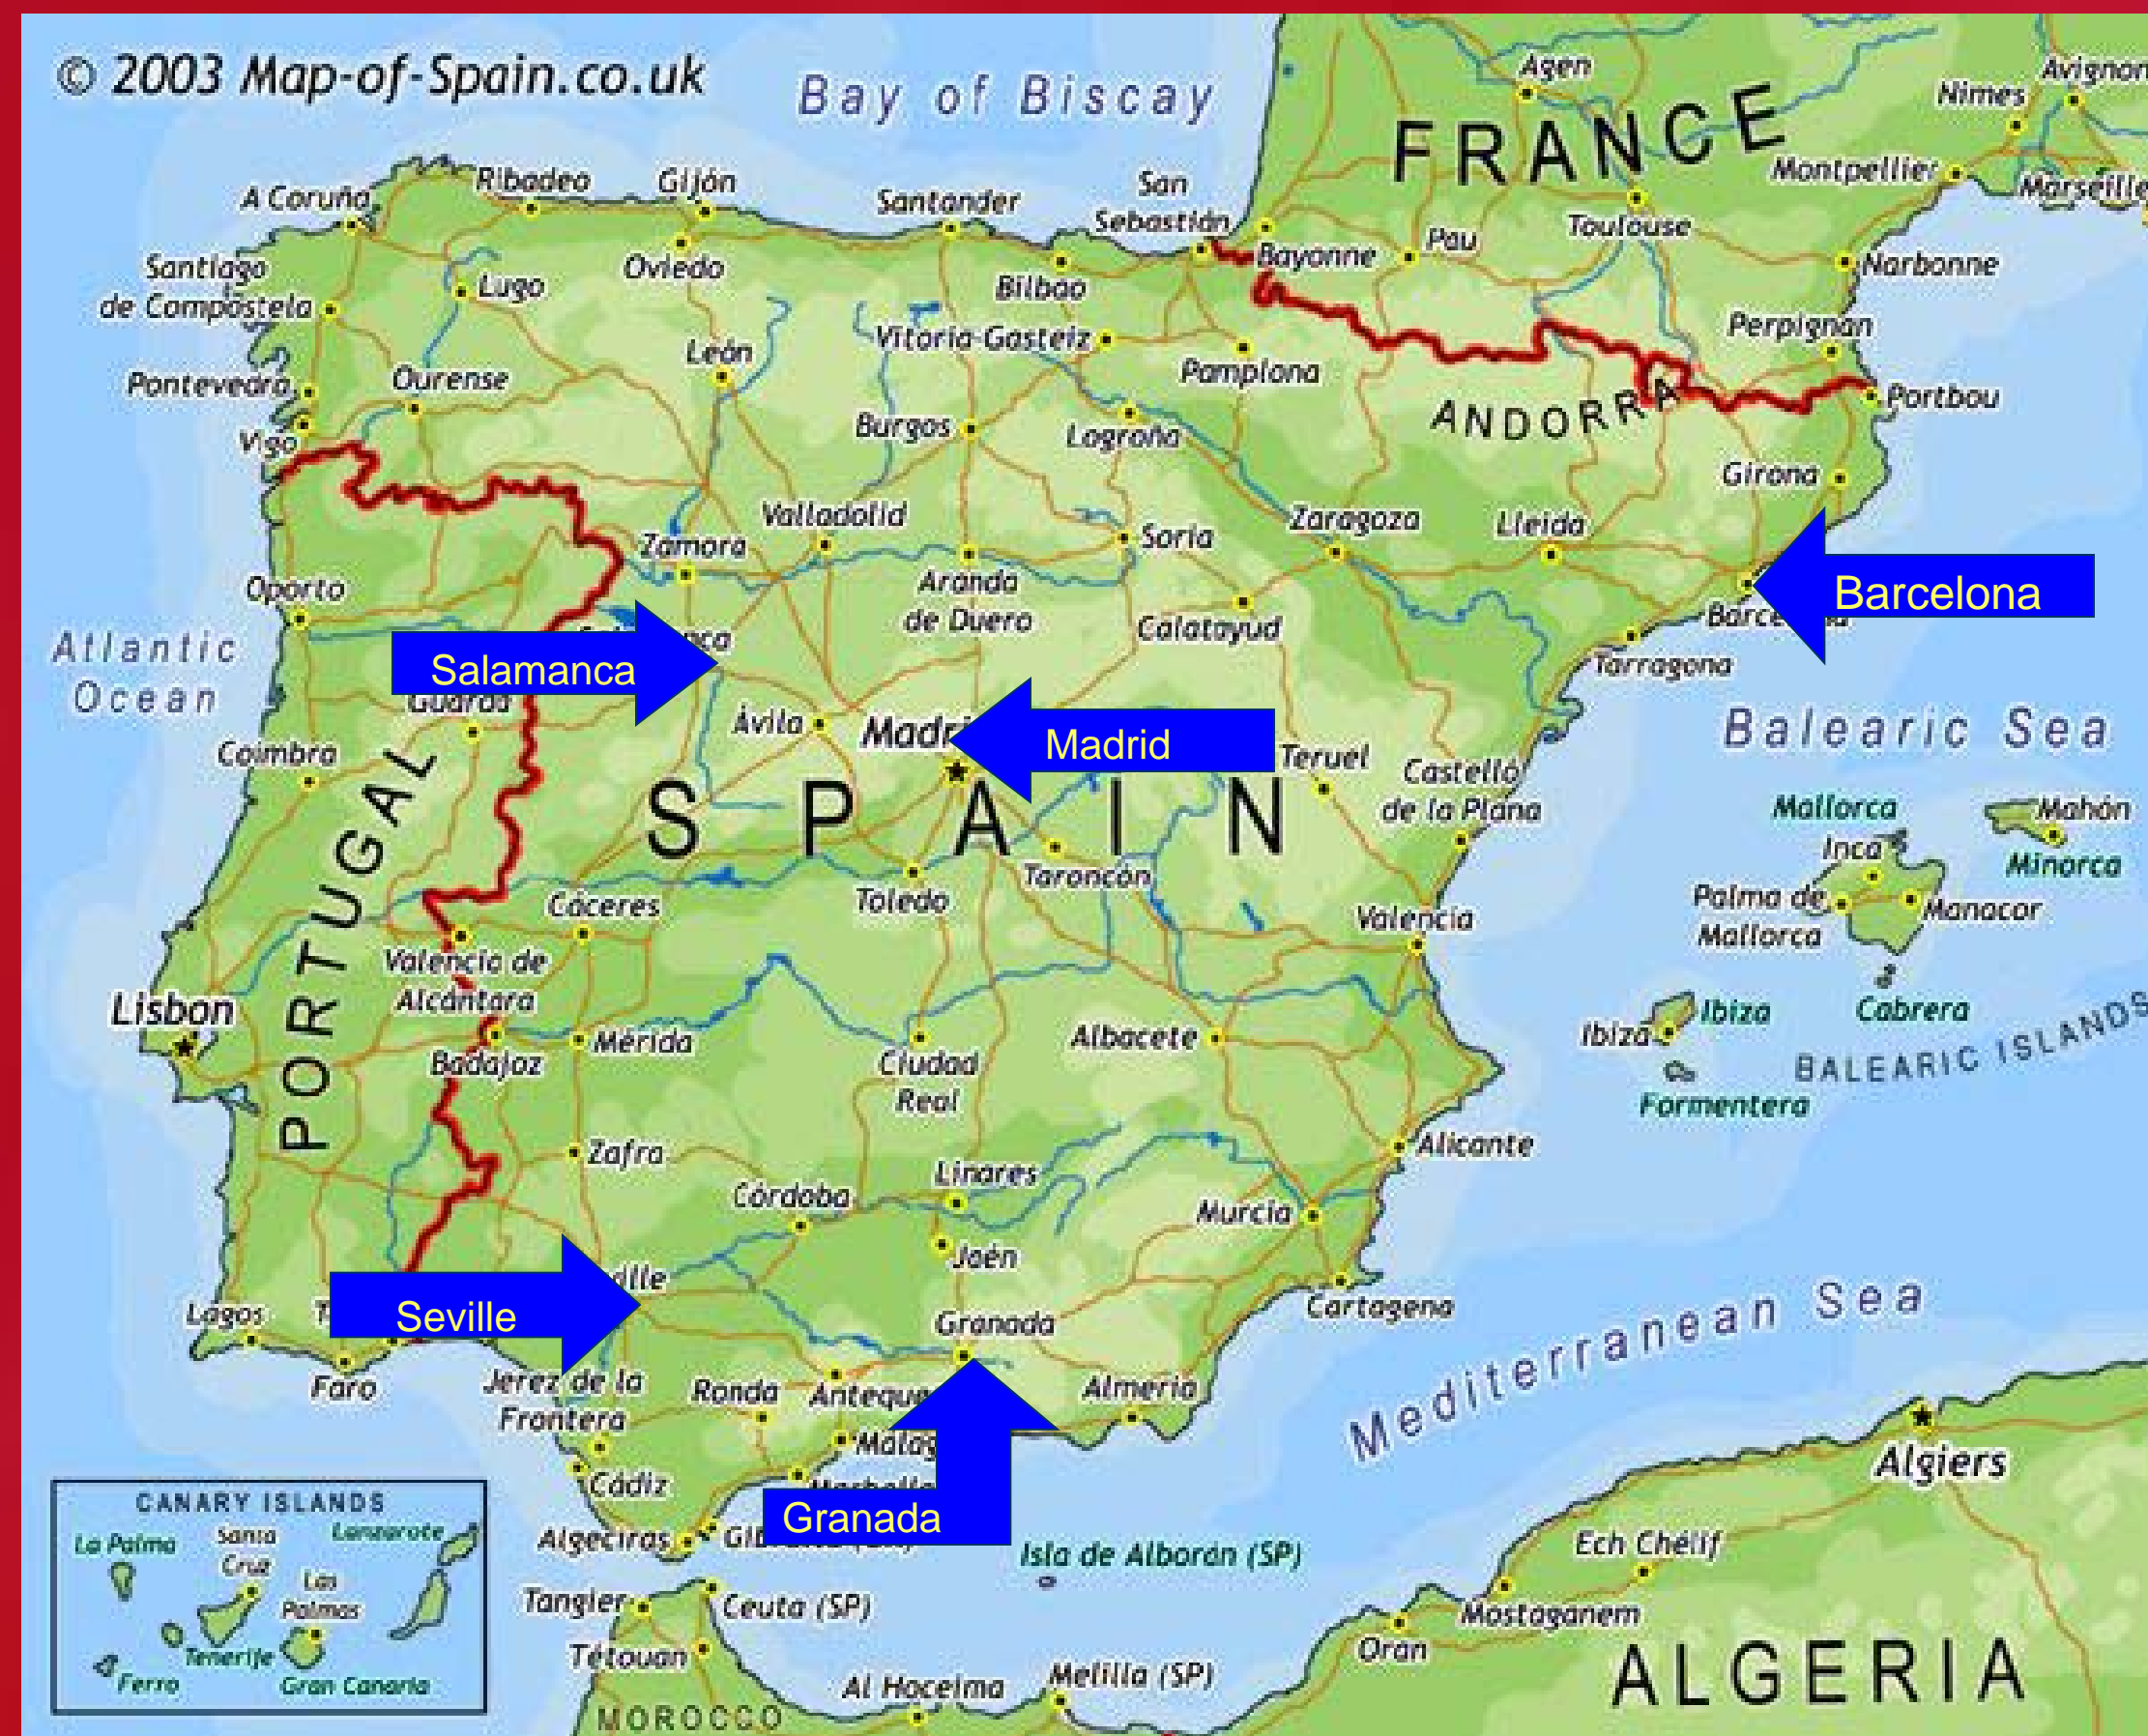 © 2003 Map-of-Spain.co.uk
Bay of Biscay
FRANCE
Agen
Avignon
Nimes
Montpellier
Marseille
A Coruña
Ribadeo
Gijón
Santander
San
Sebastián
Bayonne
Pau
Toulouse
Narbonne
Santiago
de Compostela
Lugo
Oviedo
Bilbao
Vitoria-Gasteiz
Pamplona
Perpignan
Portbou
ANDORRA
Pontevedra
Ourense
León
Burgos
Logroño
Vigo
Girona
Zamora
Valladolid
Aranda
de Duero
Soria
Zaragoza
Lleida
Barcelona
Oporto
Calatayud
Tarragona
Atlantic
Ocean
Salamanca
Guarda
Ávila
Madrid
Teruel
Balearic Sea
Coimbra
PORTUGAL
SPAIN
Castelló
de la Plana
Mallorca
Inca
Mahón
Minorca
Palma de
Mallorca
Manacor
Cáceres
Toledo
Taroncón
Valencia
Valencia de
Alcántara
Lisbon
Badajoz
Mérida
Ciudad
Real
Albacete
Ibiza
Ibiza
Cabrera
BALEARIC ISLANDS
Formentera
Zafra
Córdoba
Linares
Alicante
Murcia
Jaén
Seville
Lagos
Granada
Cartagena
Mediterranean Sea
Faro
Jerez de la
Frontera
Ronda
Anteque
Almeria
Malag
Cádiz
Granada
Algeciras
Isla de Alborán (SP)
Algiers
Ech Chélif
CANARY ISLANDS
La Palma
Santa
Cruz
Lanzarote
Las
Palmas
Tenerife
Ferro
Gran Canaria
Tangier
Ceuta (SP)
Tétouan
Al Hoceima
Melilla (SP)
Mostaganem
Oran
ALGERIA
MOROCCO